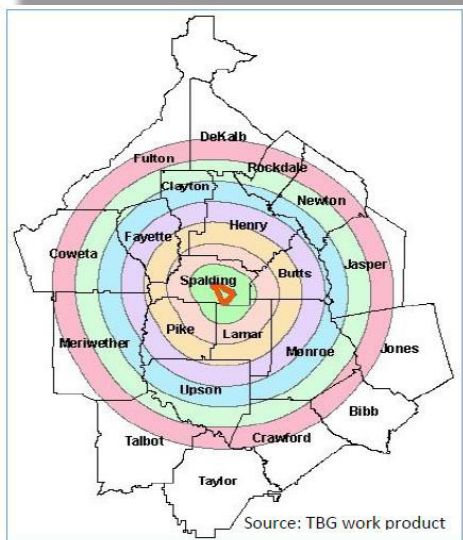 DeKalb
Fulton
Rockdale
Clayton
Newton
Henry
Fayette
Coweta
Jasper
Butts
Spalding
Pike
Lamar
Meriwether
Monroe
Jones
Upson
Bibb
Talbot
Crawford
Taylor
Source: TBG work product